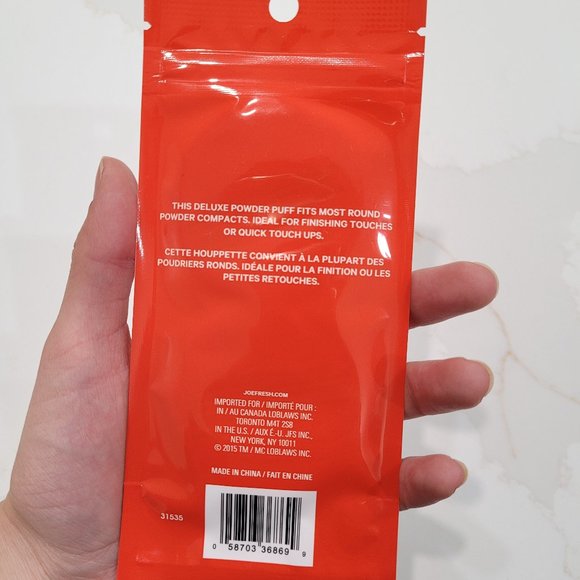 THIS DELUXE POWDER PUFF FITS MOST ROUND
POWDER COMPACTS. IDEAL FOR FINISHING TOUCHES
OR QUICK TOUCH UPS.
CETTE HOUPPETTE CONVIENT À LA PLUPART DES
POUDRIERS RONDS. IDÉALE POUR LA FINITION OU LES
PETITES RETOUCHES.
JOEFRESH.COM
IMPORTED FOR / IMPORTÉ POUR :
IN / AU CANADA LOBLAWS INC.
TORONTO M4T 2S8
IN THE U.S. / AUX É.-U. JFS INC.,
NEW YORK, NY 10011
© 2015 TM / MC LOBLAWS INC.
MADE IN CHINA / FAIT EN CHINE
31535
0 58703 36869 9